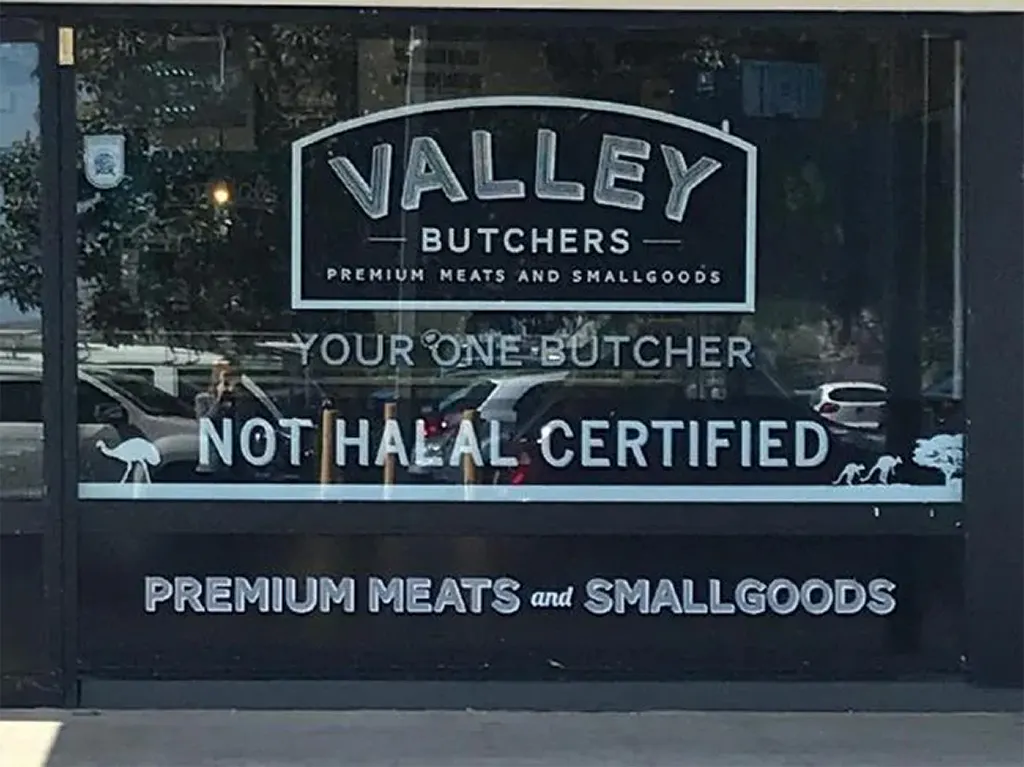 VALLEY
BUTCHERS
PREMIUM MEATS AND SMALLGOODS
YOUR ONE BUTCHER
NOT HALAL CERTIFIED
PREMIUM MEATS and SMALLGOODS